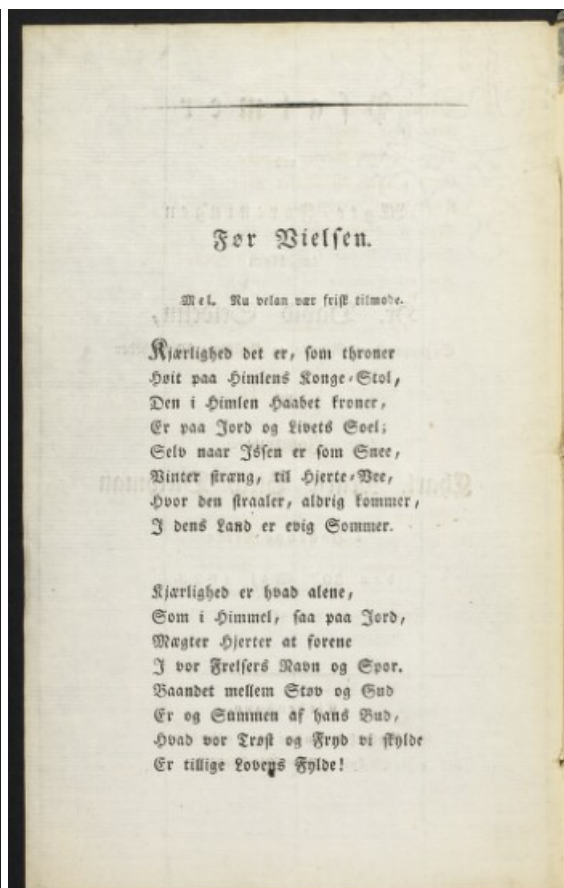 Før Vielsen.
Mel. Nu velan vær frisk tilmode.
Kjærlighed det er, som throner
Høit paa Himlens Konge-Stol,
Den i Himlen Haabet kroner,
Er paa Jord og Livets Soel;
Selv naar Issen er som Snee,
Vinter stræng, til Hjerte-Vee,
Hvor den straaler, aldrig kommer,
I dens Land er evig Sommer.
Kjærlighed er hvad alene,
Som i Himmel, saa paa Jord,
Mægter Hjerter at forene
I vor Frelsers Navn og Spor.
Baandet mellem Støv og Gud
Er og Summen af hans Bud,
Hvad vor Trøst og Fryd vi skylde
Er tillige Lovens Fylde!